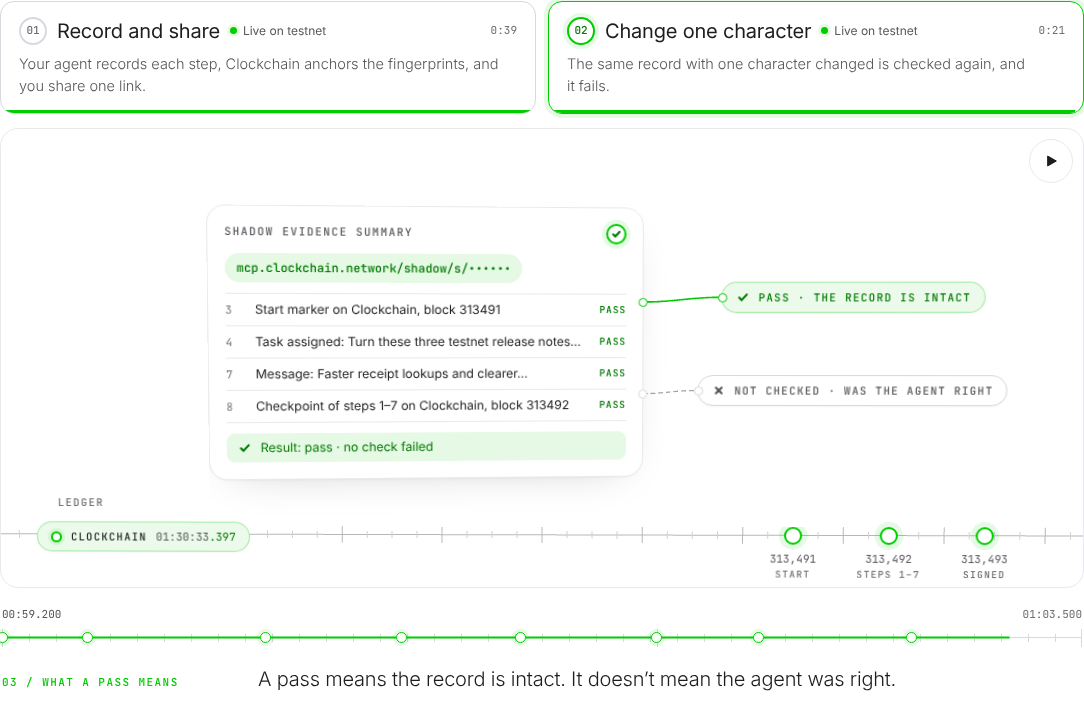 01 Record and share Live on testnet 0:39
Your agent records each step, Clockchain anchors the fingerprints, and
you share one link.
02 Change one character Live on testnet 0:21
The same record with one character changed is checked again, and
it fails.
SHADOW EVIDENCE SUMMARY
mcp.clockchain.network/shadow/s/••••••
3 Start marker on Clockchain, block 313491 PASS
4 Task assigned: Turn these three testnet release notes... PASS
7 Message: Faster receipt lookups and clearer... PASS
8 Checkpoint of steps 1–7 on Clockchain, block 313492 PASS
Result: pass · no check failed
PASS · THE RECORD IS INTACT
NOT CHECKED · WAS THE AGENT RIGHT
LEDGER
CLOCKCHAIN 01:30:33.397
313,491
START
313,492
STEPS 1–7
313,493
SIGNED
00:59.200
01:03.500
03 / WHAT A PASS MEANS
A pass means the record is intact. It doesn’t mean the agent was right.